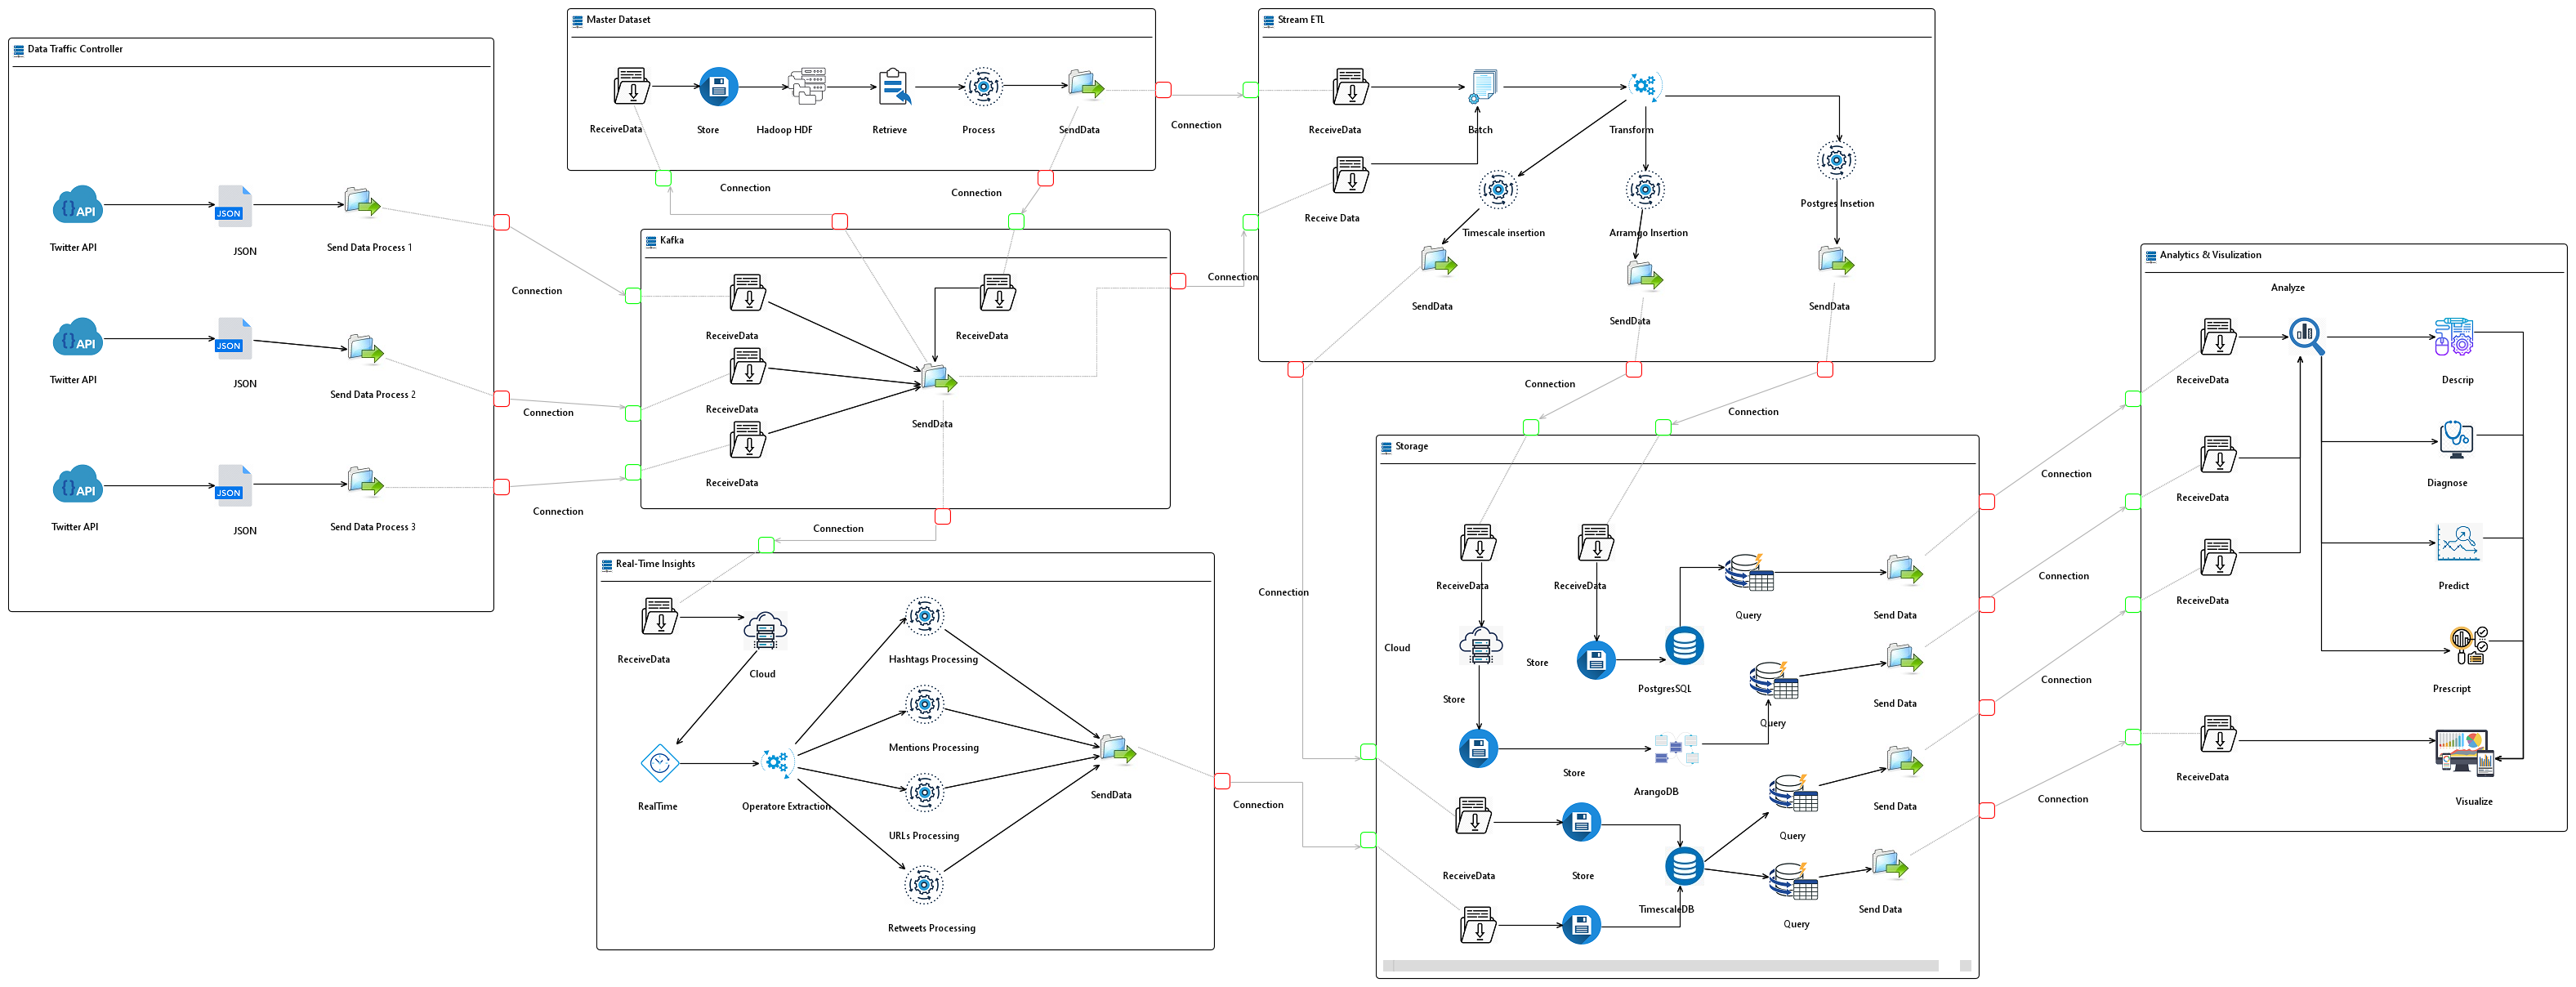 Data Traffic Controller
{} API
JSON
Twitter API
JSON
Send Data Process 1
{} API
JSON
Twitter API
JSON
Send Data Process 2
{} API
JSON
Twitter API
JSON
Send Data Process 3
Connection
Connection
Connection
Master Dataset
ReceiveData
Store
Hadoop HDF
Retrieve
Process
SendData
Connection
Connection
Connection
Kafka
ReceiveData
ReceiveData
ReceiveData
ReceiveData
SendData
Connection
Connection
Real-Time Insights
ReceiveData
Cloud
Hashtags Processing
Mentions Processing
RealTime
Operatore Extraction
SendData
URLs Processing
Retweets Processing
Connection
Stream ETL
ReceiveData
Batch
Transform
Receive Data
Postgres Insetion
Timescale insertion
Arramgo Insertion
SendData
SendData
SendData
Connection
Connection
Connection
Storage
ReceiveData
ReceiveData
Query
Send Data
Cloud
Store
PostgresSQL
Store
Query
Send Data
Store
ArangoDB
Send Data
Query
ReceiveData
Store
TimescaleDB
Send Data
Query
Connection
Connection
Connection
Connection
Analytics & Visulization
Analyze
ReceiveData
Descrip
ReceiveData
Diagnose
ReceiveData
Predict
Prescript
ReceiveData
Visualize